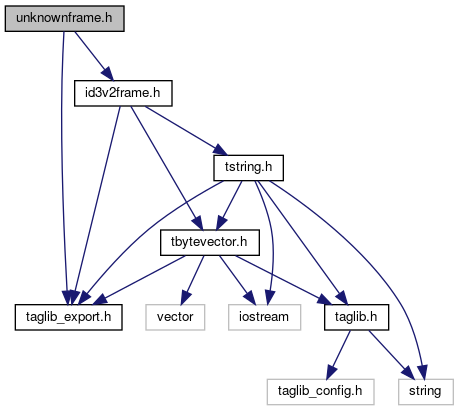 unknownframe.h
id3v2frame.h
tstring.h
tbytevector.h
taglib_export.h
vector
iostream
taglib.h
taglib_config.h
string